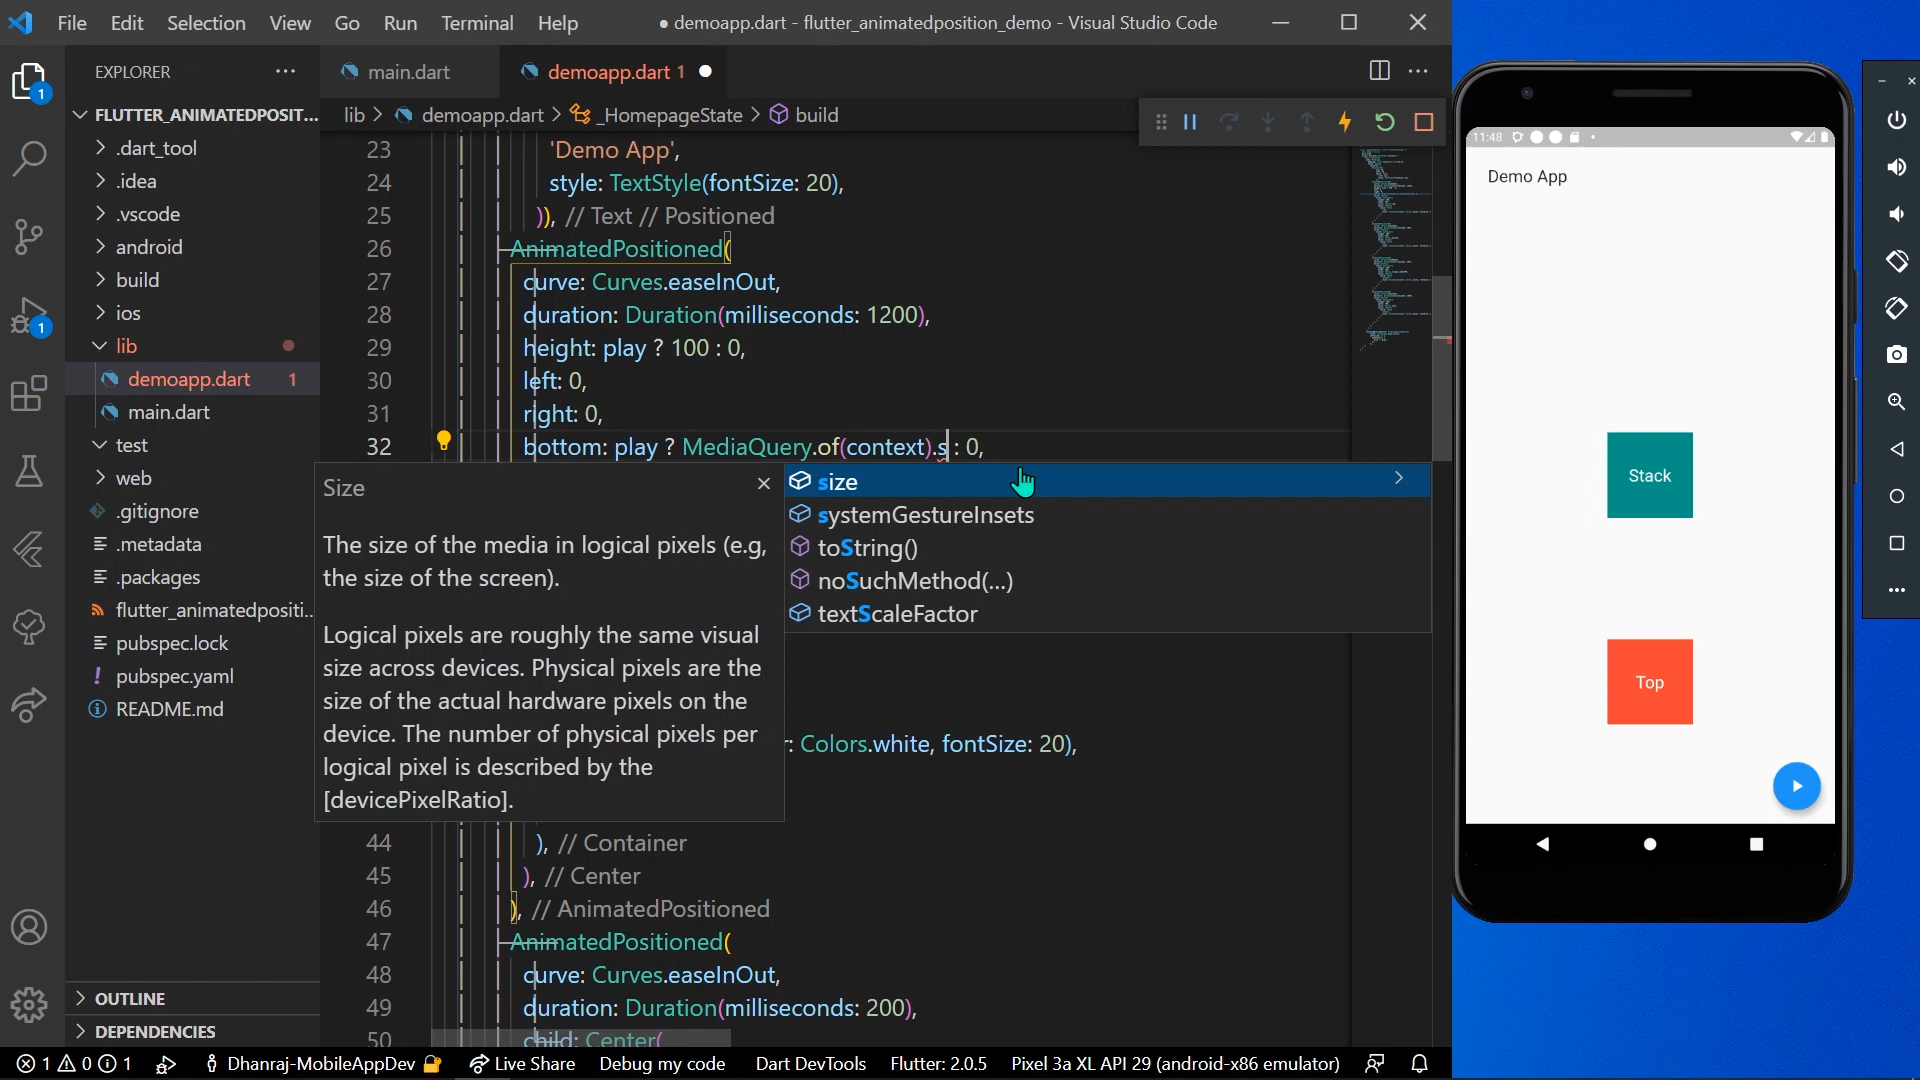 File Edit Selection View Go Run Terminal Help
● demoapp.dart - flutter_animatedposition_demo - Visual Studio Code
EXPLORER
main.dart
demoapp.dart 1
FLUTTER_ANIMATEDPOSIT...
lib > demoapp.dart > _HomepageState > build
.dart_tool
.idea
.vscode
android
build
ios
lib
demoapp.dart 1
main.dart
test
web
.gitignore
.metadata
.packages
flutter_animatedpositi...
pubspec.lock
pubspec.yaml
README.md
OUTLINE
DEPENDENCIES
1
1
23 'Demo App',
24 style: TextStyle(fontSize: 20),
25 )), // Text // Positioned
26 AnimatedPositioned(
27 curve: Curves.easeInOut,
28 duration: Duration(milliseconds: 1200),
29 height: play ? 100 : 0,
30 left: 0,
31 right: 0,
32 bottom: play ? MediaQuery.of(context).s : 0,
Size
The size of the media in logical pixels (e.g,
the size of the screen).
Logical pixels are roughly the same visual
size across devices. Physical pixels are the
size of the actual hardware pixels on the
device. The number of physical pixels per
logical pixel is described by the
[devicePixelRatio].
size
systemGestureInsets
toString()
noSuchMethod(...)
textScaleFactor
: Colors.white, fontSize: 20),
44 ), // Container
45 ), // Center
46 ), // AnimatedPositioned
47 AnimatedPositioned(
48 curve: Curves.easeInOut,
49 duration: Duration(milliseconds: 200),
50 child: Center(
1 0 1 Dhanraj-MobileAppDev Live Share Debug my code Dart DevTools Flutter: 2.0.5 Pixel 3a XL API 29 (android-x86 emulator)
11:48
Demo App
Stack
Top